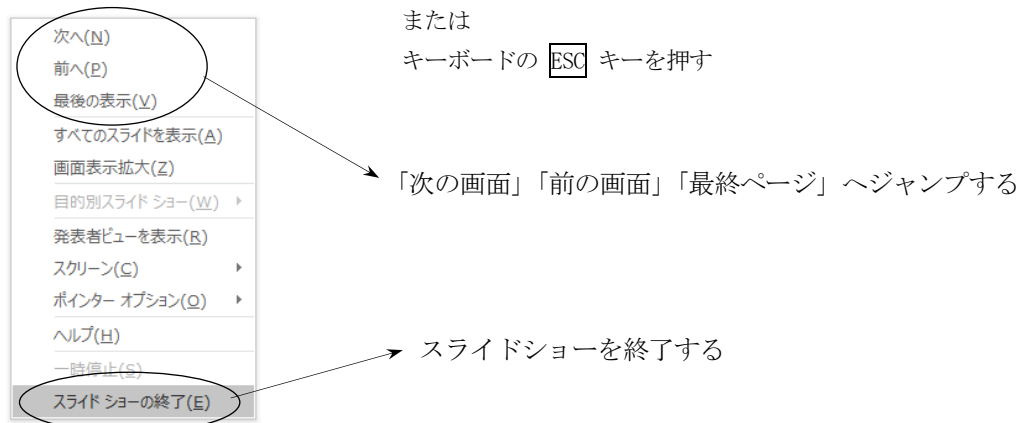 次へ(N)
前へ(P)
最後の表示(V)
すべてのスライドを表示(A)
画面表示拡大(Z)
目的別スライド ショー(W)
発表者ビューを表示(R)
スクリーン(C)
ポインター オプション(O)
ヘルプ(H)
一時停止(S)
スライド ショーの終了(E)
または
キーボードの ESC キーを押す
「次の画面」「前の画面」「最終ページ」へジャンプする
スライドショーを終了する